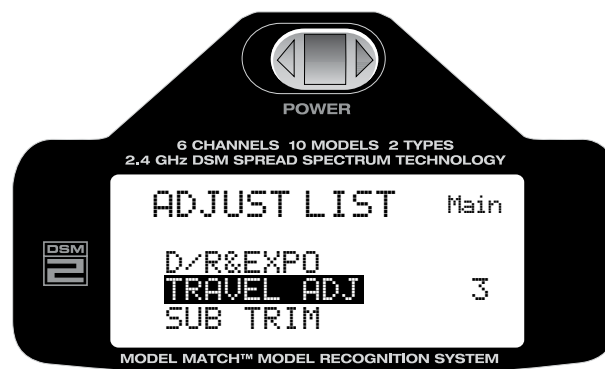 POWER
6 CHANNELS 10 MODELS 2 TYPES
2.4 GHz DSM SPREAD SPECTRUM TECHNOLOGY
ADJUST LIST Main
DSM
2
D/R&EXPO
TRAVEL ADJ 3
SUB TRIM
MODEL MATCH™ MODEL RECOGNITION SYSTEM